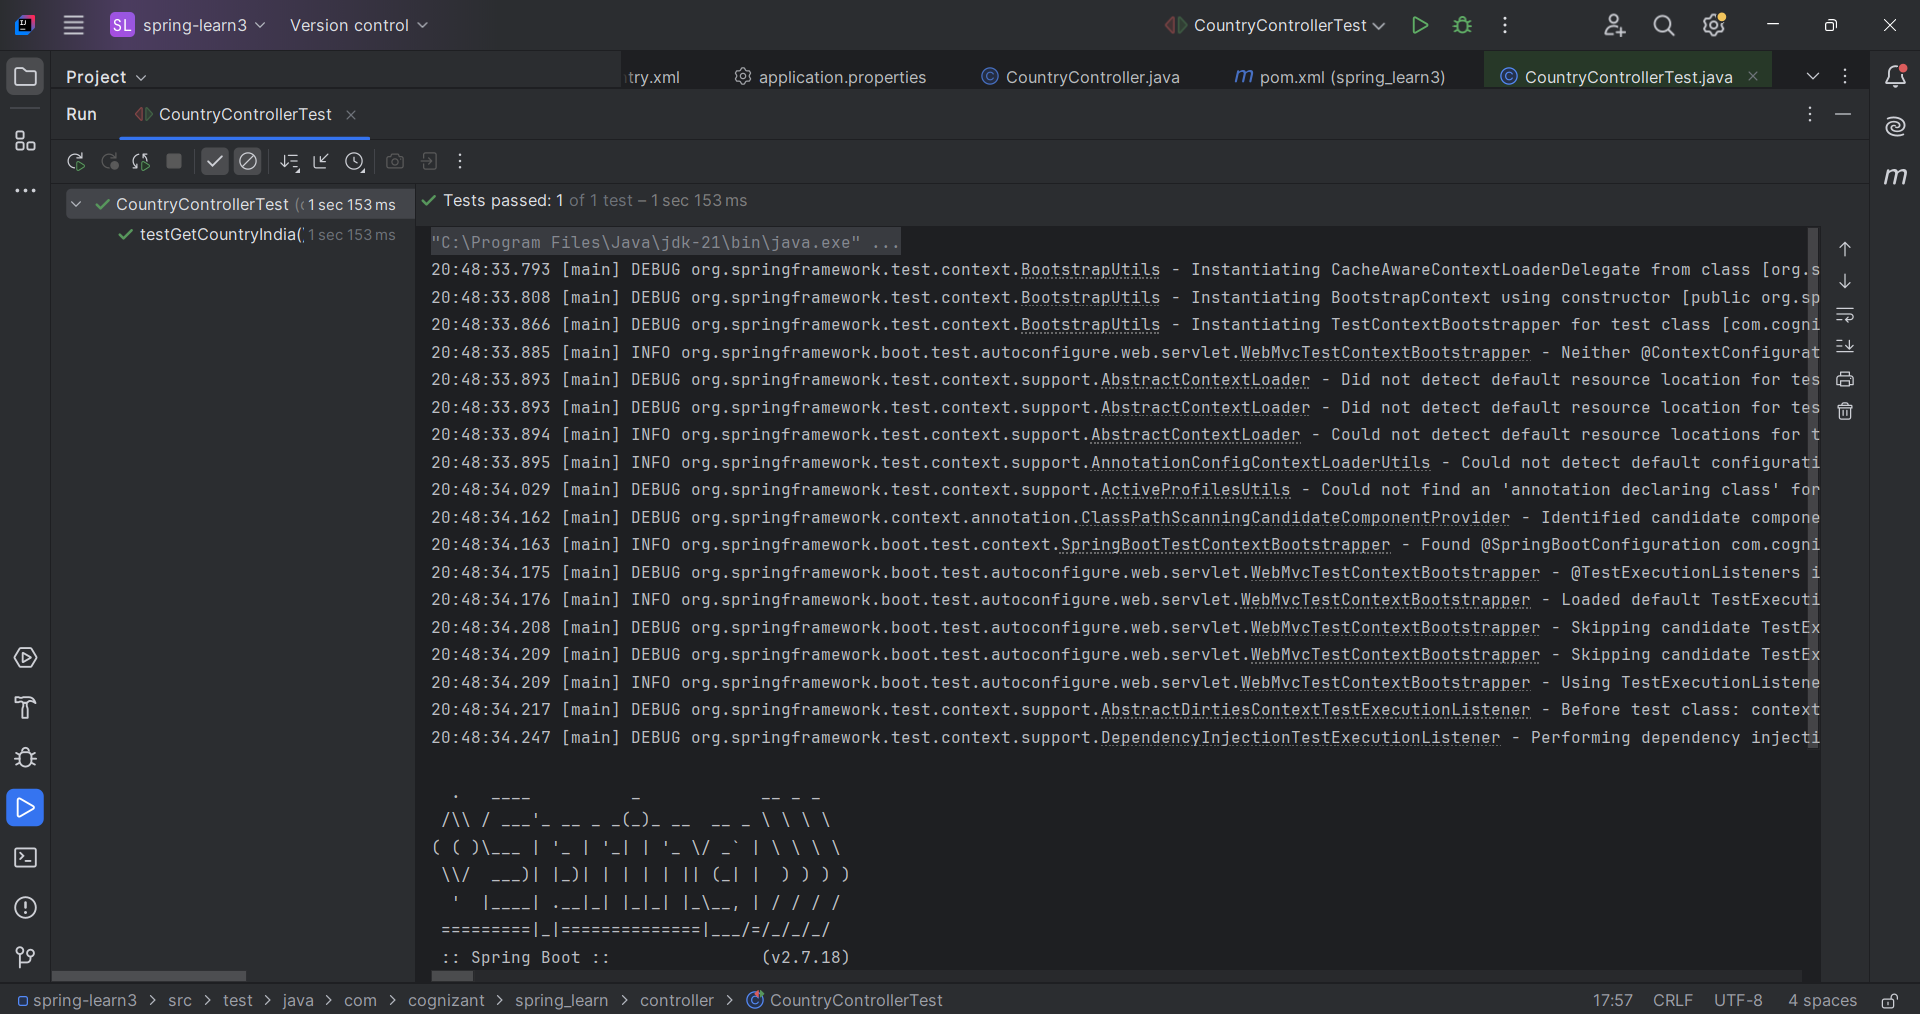 SL spring-learn3 Version control CountryControllerTest
Project try.xml application.properties CountryController.java pom.xml (spring_learn3) CountryControllerTest.java
Run CountryControllerTest
CountryControllerTest 1 sec 153 ms
testGetCountryIndia( 1 sec 153 ms
Tests passed: 1 of 1 test – 1 sec 153 ms
"C:\Program Files\Java\jdk-21\bin\java.exe" ...
20:48:33.793 [main] DEBUG org.springframework.test.context.BootstrapUtils - Instantiating CacheAwareContextLoaderDelegate from class [org.s
20:48:33.808 [main] DEBUG org.springframework.test.context.BootstrapUtils - Instantiating BootstrapContext using constructor [public org.sp
20:48:33.866 [main] DEBUG org.springframework.test.context.BootstrapUtils - Instantiating TestContextBootstrapper for test class [com.cogni
20:48:33.885 [main] INFO org.springframework.boot.test.autoconfigure.web.servlet.WebMvcTestContextBootstrapper - Neither @ContextConfigurat
20:48:33.893 [main] DEBUG org.springframework.test.context.support.AbstractContextLoader - Did not detect default resource location for tes
20:48:33.893 [main] DEBUG org.springframework.test.context.support.AbstractContextLoader - Did not detect default resource location for tes
20:48:33.894 [main] INFO org.springframework.test.context.support.AbstractContextLoader - Could not detect default resource locations for t
20:48:33.895 [main] INFO org.springframework.test.context.support.AnnotationConfigContextLoaderUtils - Could not detect default configurati
20:48:34.029 [main] DEBUG org.springframework.test.context.support.ActiveProfilesUtils - Could not find an 'annotation declaring class' for
20:48:34.162 [main] DEBUG org.springframework.context.annotation.ClassPathScanningCandidateComponentProvider - Identified candidate compone
20:48:34.163 [main] INFO org.springframework.boot.test.context.SpringBootTestContextBootstrapper - Found @SpringBootConfiguration com.cogni
20:48:34.175 [main] DEBUG org.springframework.boot.test.autoconfigure.web.servlet.WebMvcTestContextBootstrapper - @TestExecutionListeners i
20:48:34.176 [main] INFO org.springframework.boot.test.autoconfigure.web.servlet.WebMvcTestContextBootstrapper - Loaded default TestExecuti
20:48:34.208 [main] DEBUG org.springframework.boot.test.autoconfigure.web.servlet.WebMvcTestContextBootstrapper - Skipping candidate TestEx
20:48:34.209 [main] DEBUG org.springframework.boot.test.autoconfigure.web.servlet.WebMvcTestContextBootstrapper - Skipping candidate TestEx
20:48:34.209 [main] INFO org.springframework.boot.test.autoconfigure.web.servlet.WebMvcTestContextBootstrapper - Using TestExecutionListene
20:48:34.217 [main] DEBUG org.springframework.test.context.support.AbstractDirtiesContextTestExecutionListener - Before test class: context
20:48:34.247 [main] DEBUG org.springframework.test.context.support.DependencyInjectionTestExecutionListener - Performing dependency injecti
  .   ____          _            __ _ _
 /\\ / ___'_ __ _ _(_)_ __  __ _ \ \ \ \
( ( )\___ | '_ | '_| | '_ \/ _` | \ \ \ \
 \\/  ___)| |_)| | | | | || (_| |  ) ) ) )
  '  |____| .__|_| |_|_| |_\__, | / / / /
 =========|_|==============|___/=/_/_/_/
 :: Spring Boot ::               (v2.7.18)
spring-learn3 > src > test > java > com > cognizant > spring_learn > controller > CountryControllerTest 17:57 CRLF UTF-8 4 spaces